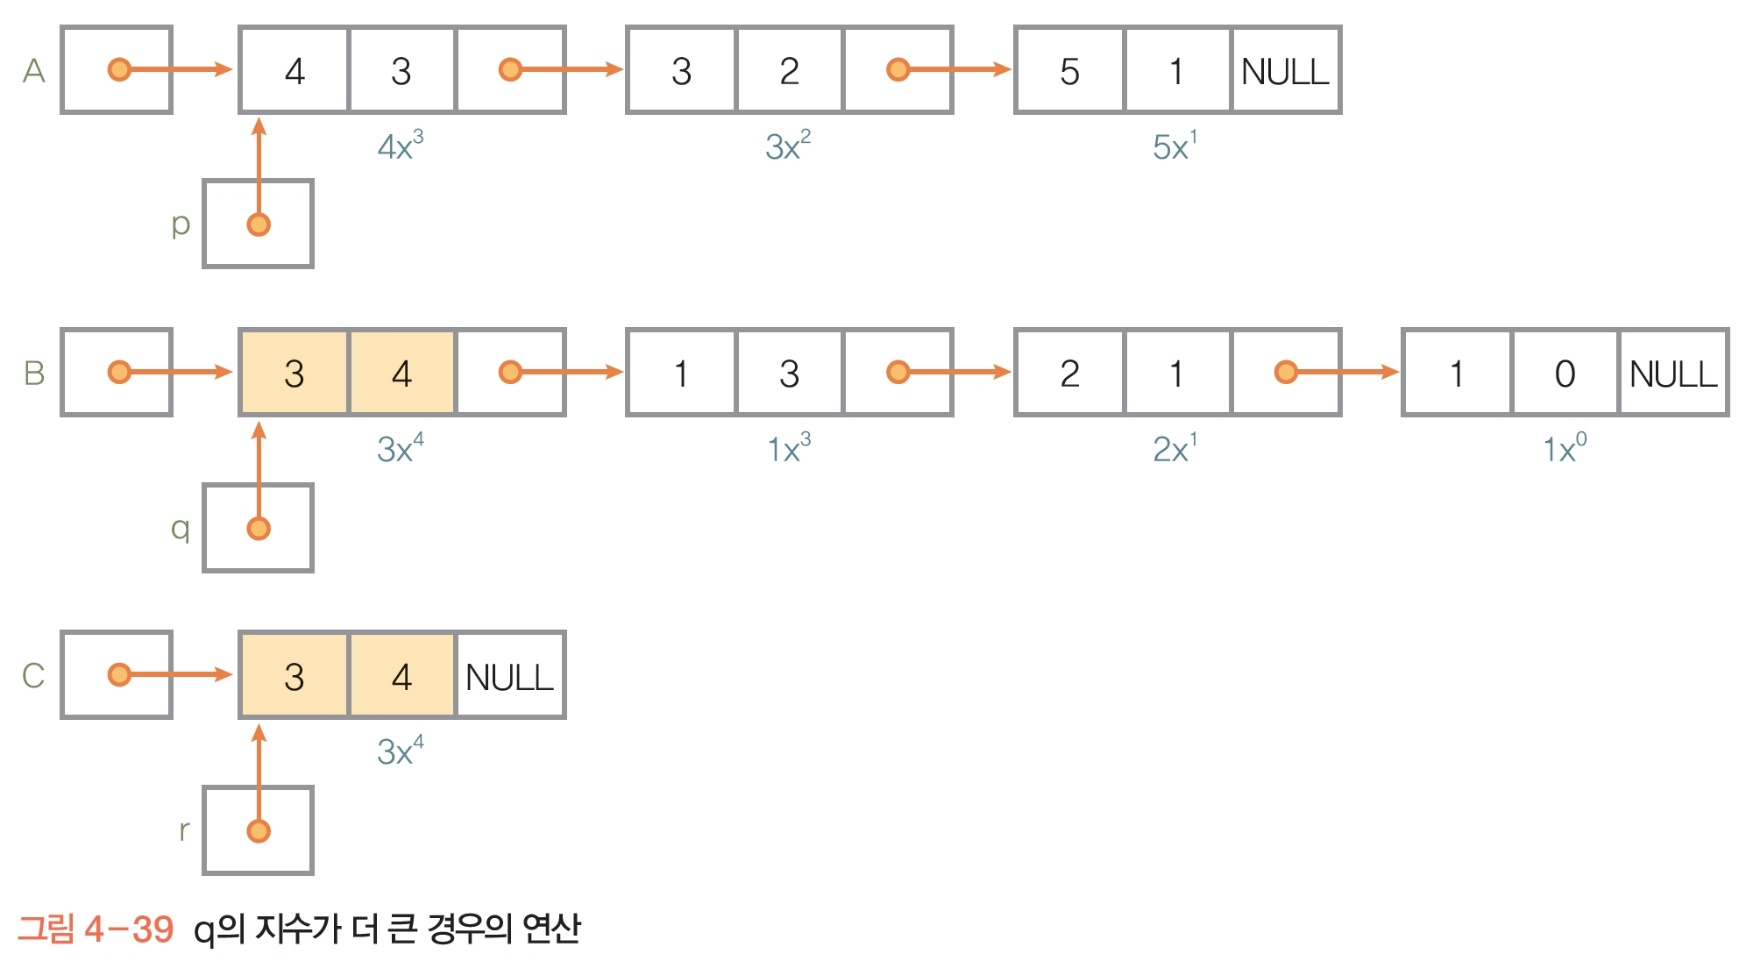 A 4 3 3 2 5 1 NULL
4x³ 3x² 5x¹
p
B 3 4 1 3 2 1 1 0 NULL
3x⁴ 1x³ 2x¹ 1x⁰
q
C 3 4 NULL
3x⁴
r
그림 4-39 q의 지수가 더 큰 경우의 연산